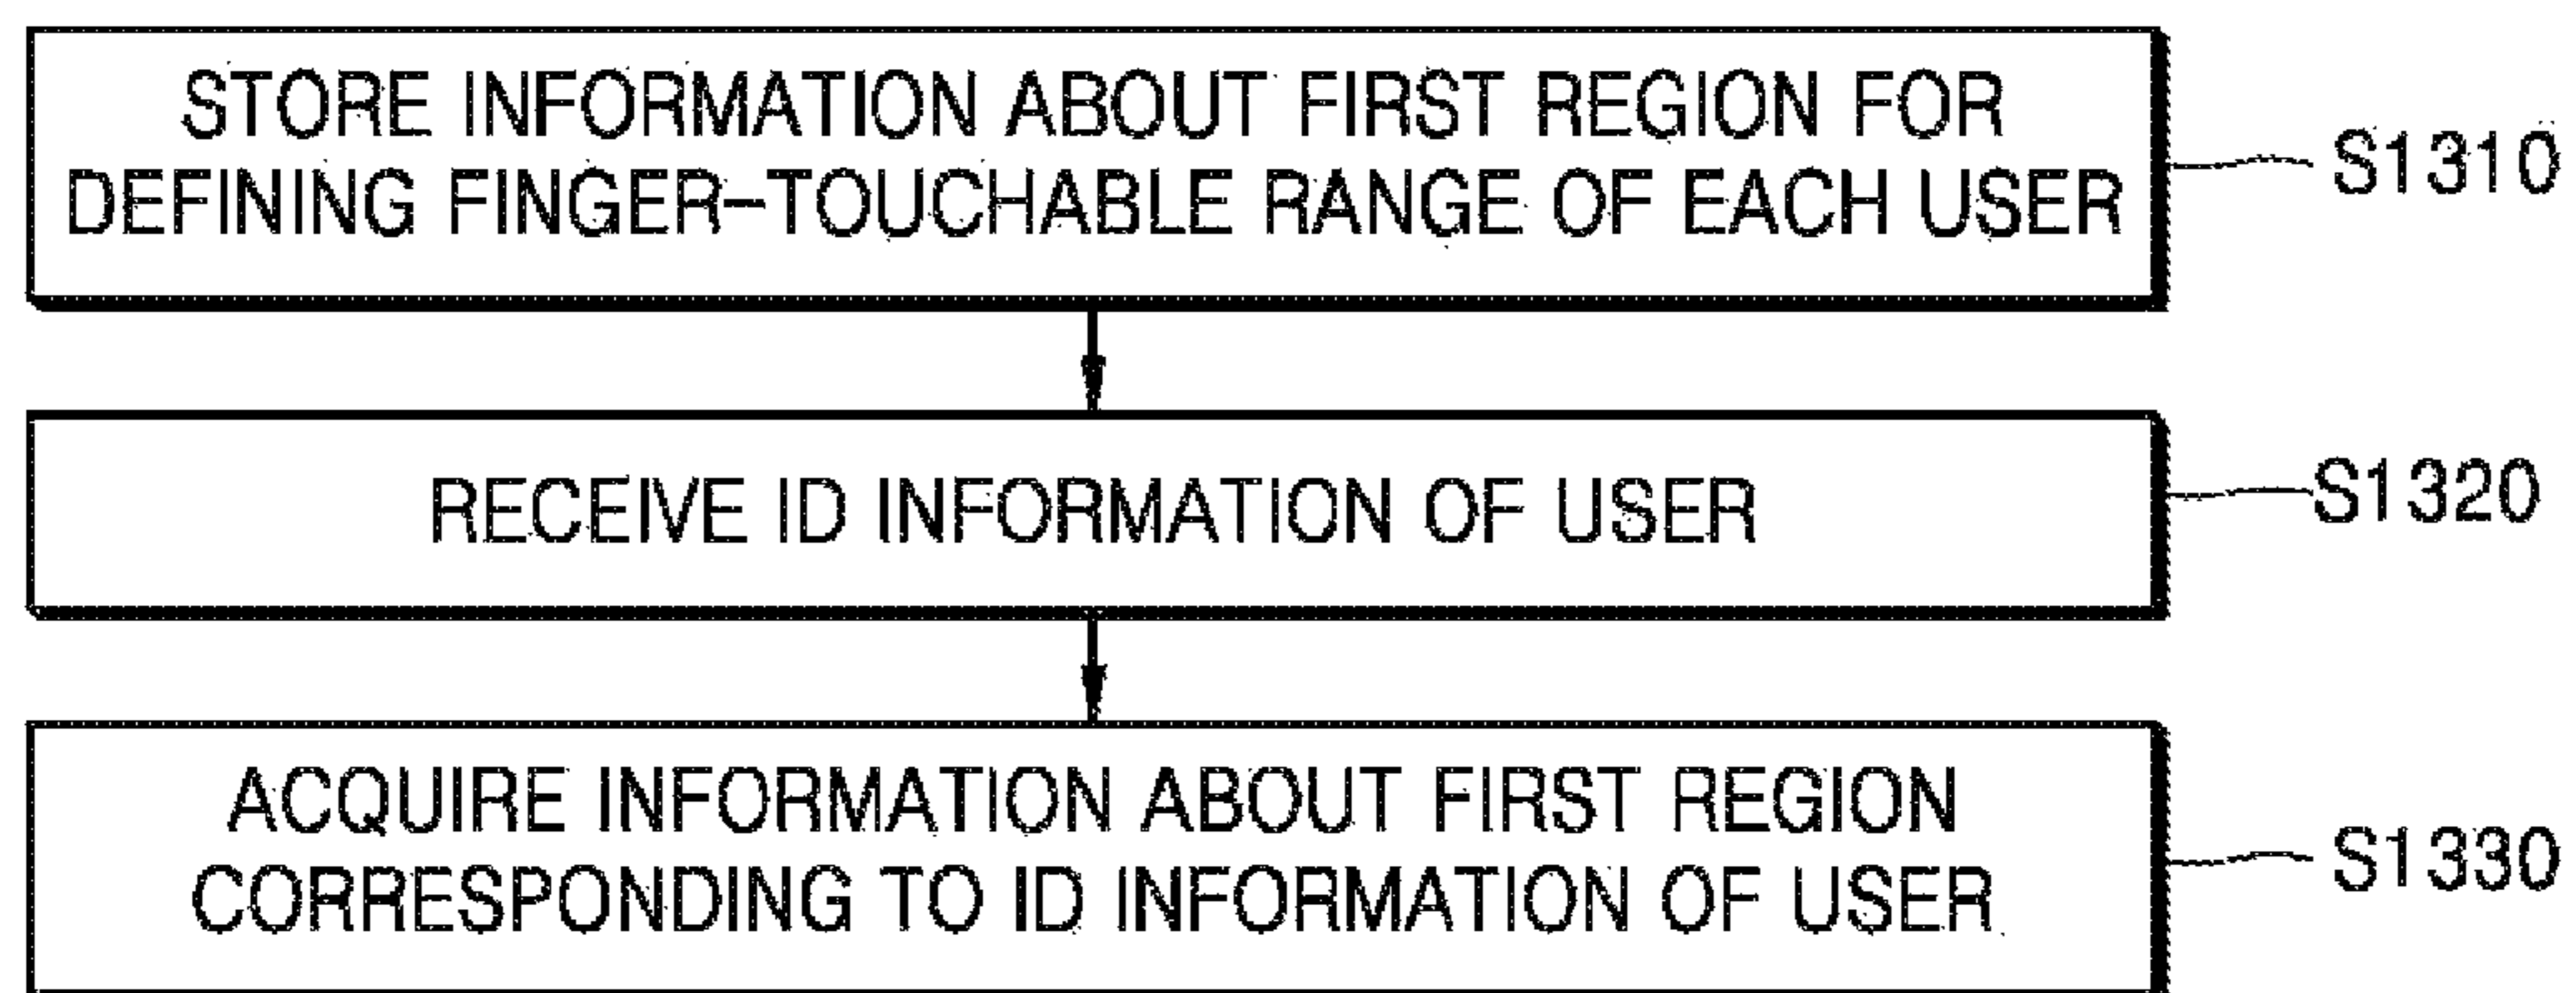 STORE INFORMATION ABOUT FIRST REGION FOR
DEFINING FINGER-TOUCHABLE RANGE OF EACH USER
S1310
RECEIVE ID INFORMATION OF USER
S1320
ACQUIRE INFORMATION ABOUT FIRST REGION
CORRESPONDING TO ID INFORMATION OF USER
S1330